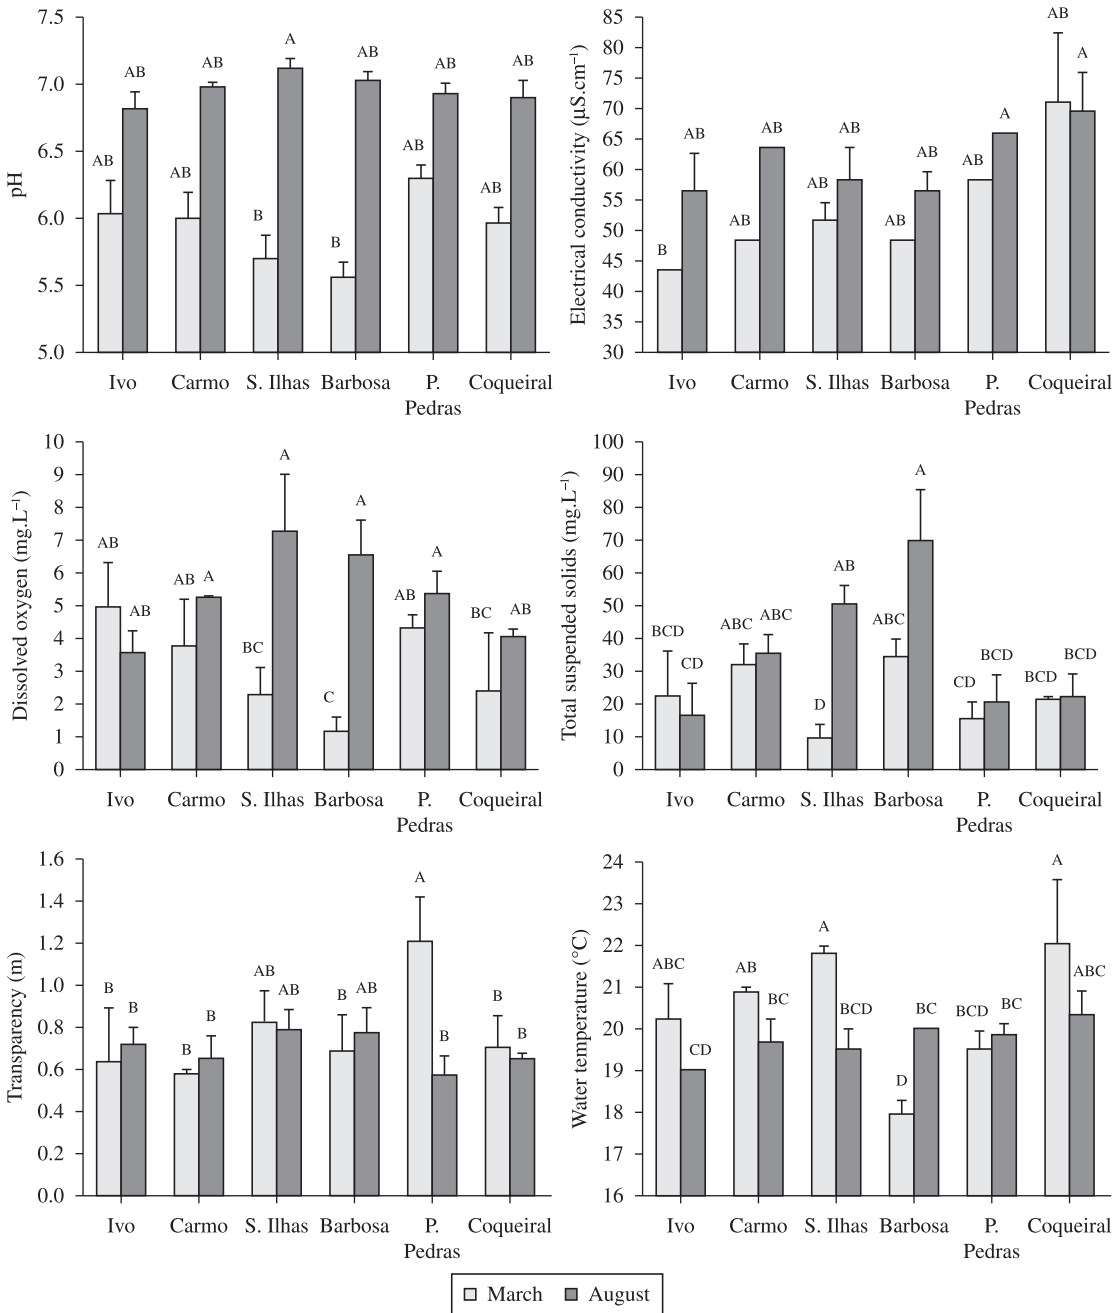 pH
7.5
7.0
6.5
6.0
5.5
5.0
AB
AB
AB
AB
B
A
B
AB
AB
AB
AB
AB
Ivo
Carmo
S. Ilhas
Barbosa
P.
Pedras
Coqueiral
Electrical conductivity (µS.cm⁻¹)
85
80
75
70
65
60
55
50
45
40
35
30
B
AB
AB
AB
AB
AB
AB
AB
AB
A
AB
A
Ivo
Carmo
S. Ilhas
Barbosa
P.
Pedras
Coqueiral
Dissolved oxygen (mg.L⁻¹)
10
9
8
7
6
5
4
3
2
1
0
AB
AB
AB
A
BC
A
C
A
AB
A
BC
AB
Ivo
Carmo
S. Ilhas
Barbosa
P.
Pedras
Coqueiral
Total suspended solids (mg.L⁻¹)
100
90
80
70
60
50
40
30
20
10
0
BCD
CD
ABC
ABC
D
AB
ABC
A
CD
BCD
BCD
BCD
Ivo
Carmo
S. Ilhas
Barbosa
P.
Pedras
Coqueiral
Transparency (m)
1.6
1.4
1.2
1.0
0.8
0.6
0.4
0.2
0.0
B
B
B
B
AB
AB
B
AB
A
B
B
B
Ivo
Carmo
S. Ilhas
Barbosa
P.
Pedras
Coqueiral
Water temperature (°C)
24
23
22
21
20
19
18
17
16
ABC
CD
AB
BC
A
BCD
D
BC
BCD
BC
A
ABC
Ivo
Carmo
S. Ilhas
Barbosa
P.
Pedras
Coqueiral
March
August